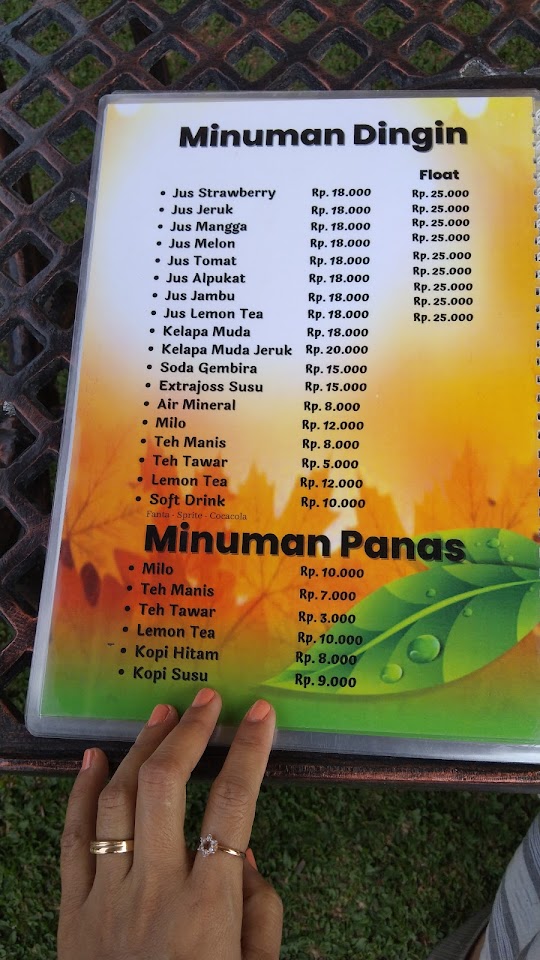 Minuman Dingin
Float
• Jus Strawberry Rp. 18.000 Rp. 25.000
• Jus Jeruk Rp. 18.000 Rp. 25.000
• Jus Mangga Rp. 18.000 Rp. 25.000
• Jus Melon Rp. 18.000 Rp. 25.000
• Jus Tomat Rp. 18.000 Rp. 25.000
• Jus Alpukat Rp. 18.000 Rp. 25.000
• Jus Jambu Rp. 18.000 Rp. 25.000
• Jus Lemon Tea Rp. 18.000 Rp. 25.000
• Kelapa Muda Rp. 18.000 Rp. 25.000
• Kelapa Muda Jeruk Rp. 20.000
• Soda Gembira Rp. 15.000
• Extrajoss Susu Rp. 15.000
• Air Mineral Rp. 8.000
• Milo Rp. 12.000
• Teh Manis Rp. 8.000
• Teh Tawar Rp. 5.000
• Lemon Tea Rp. 12.000
• Soft Drink Rp. 10.000
Fanta - Sprite - Cocacola
Minuman Panas
• Milo Rp. 10.000
• Teh Manis Rp. 7.000
• Teh Tawar Rp. 3.000
• Lemon Tea Rp. 10.000
• Kopi Hitam Rp. 8.000
• Kopi Susu Rp. 9.000